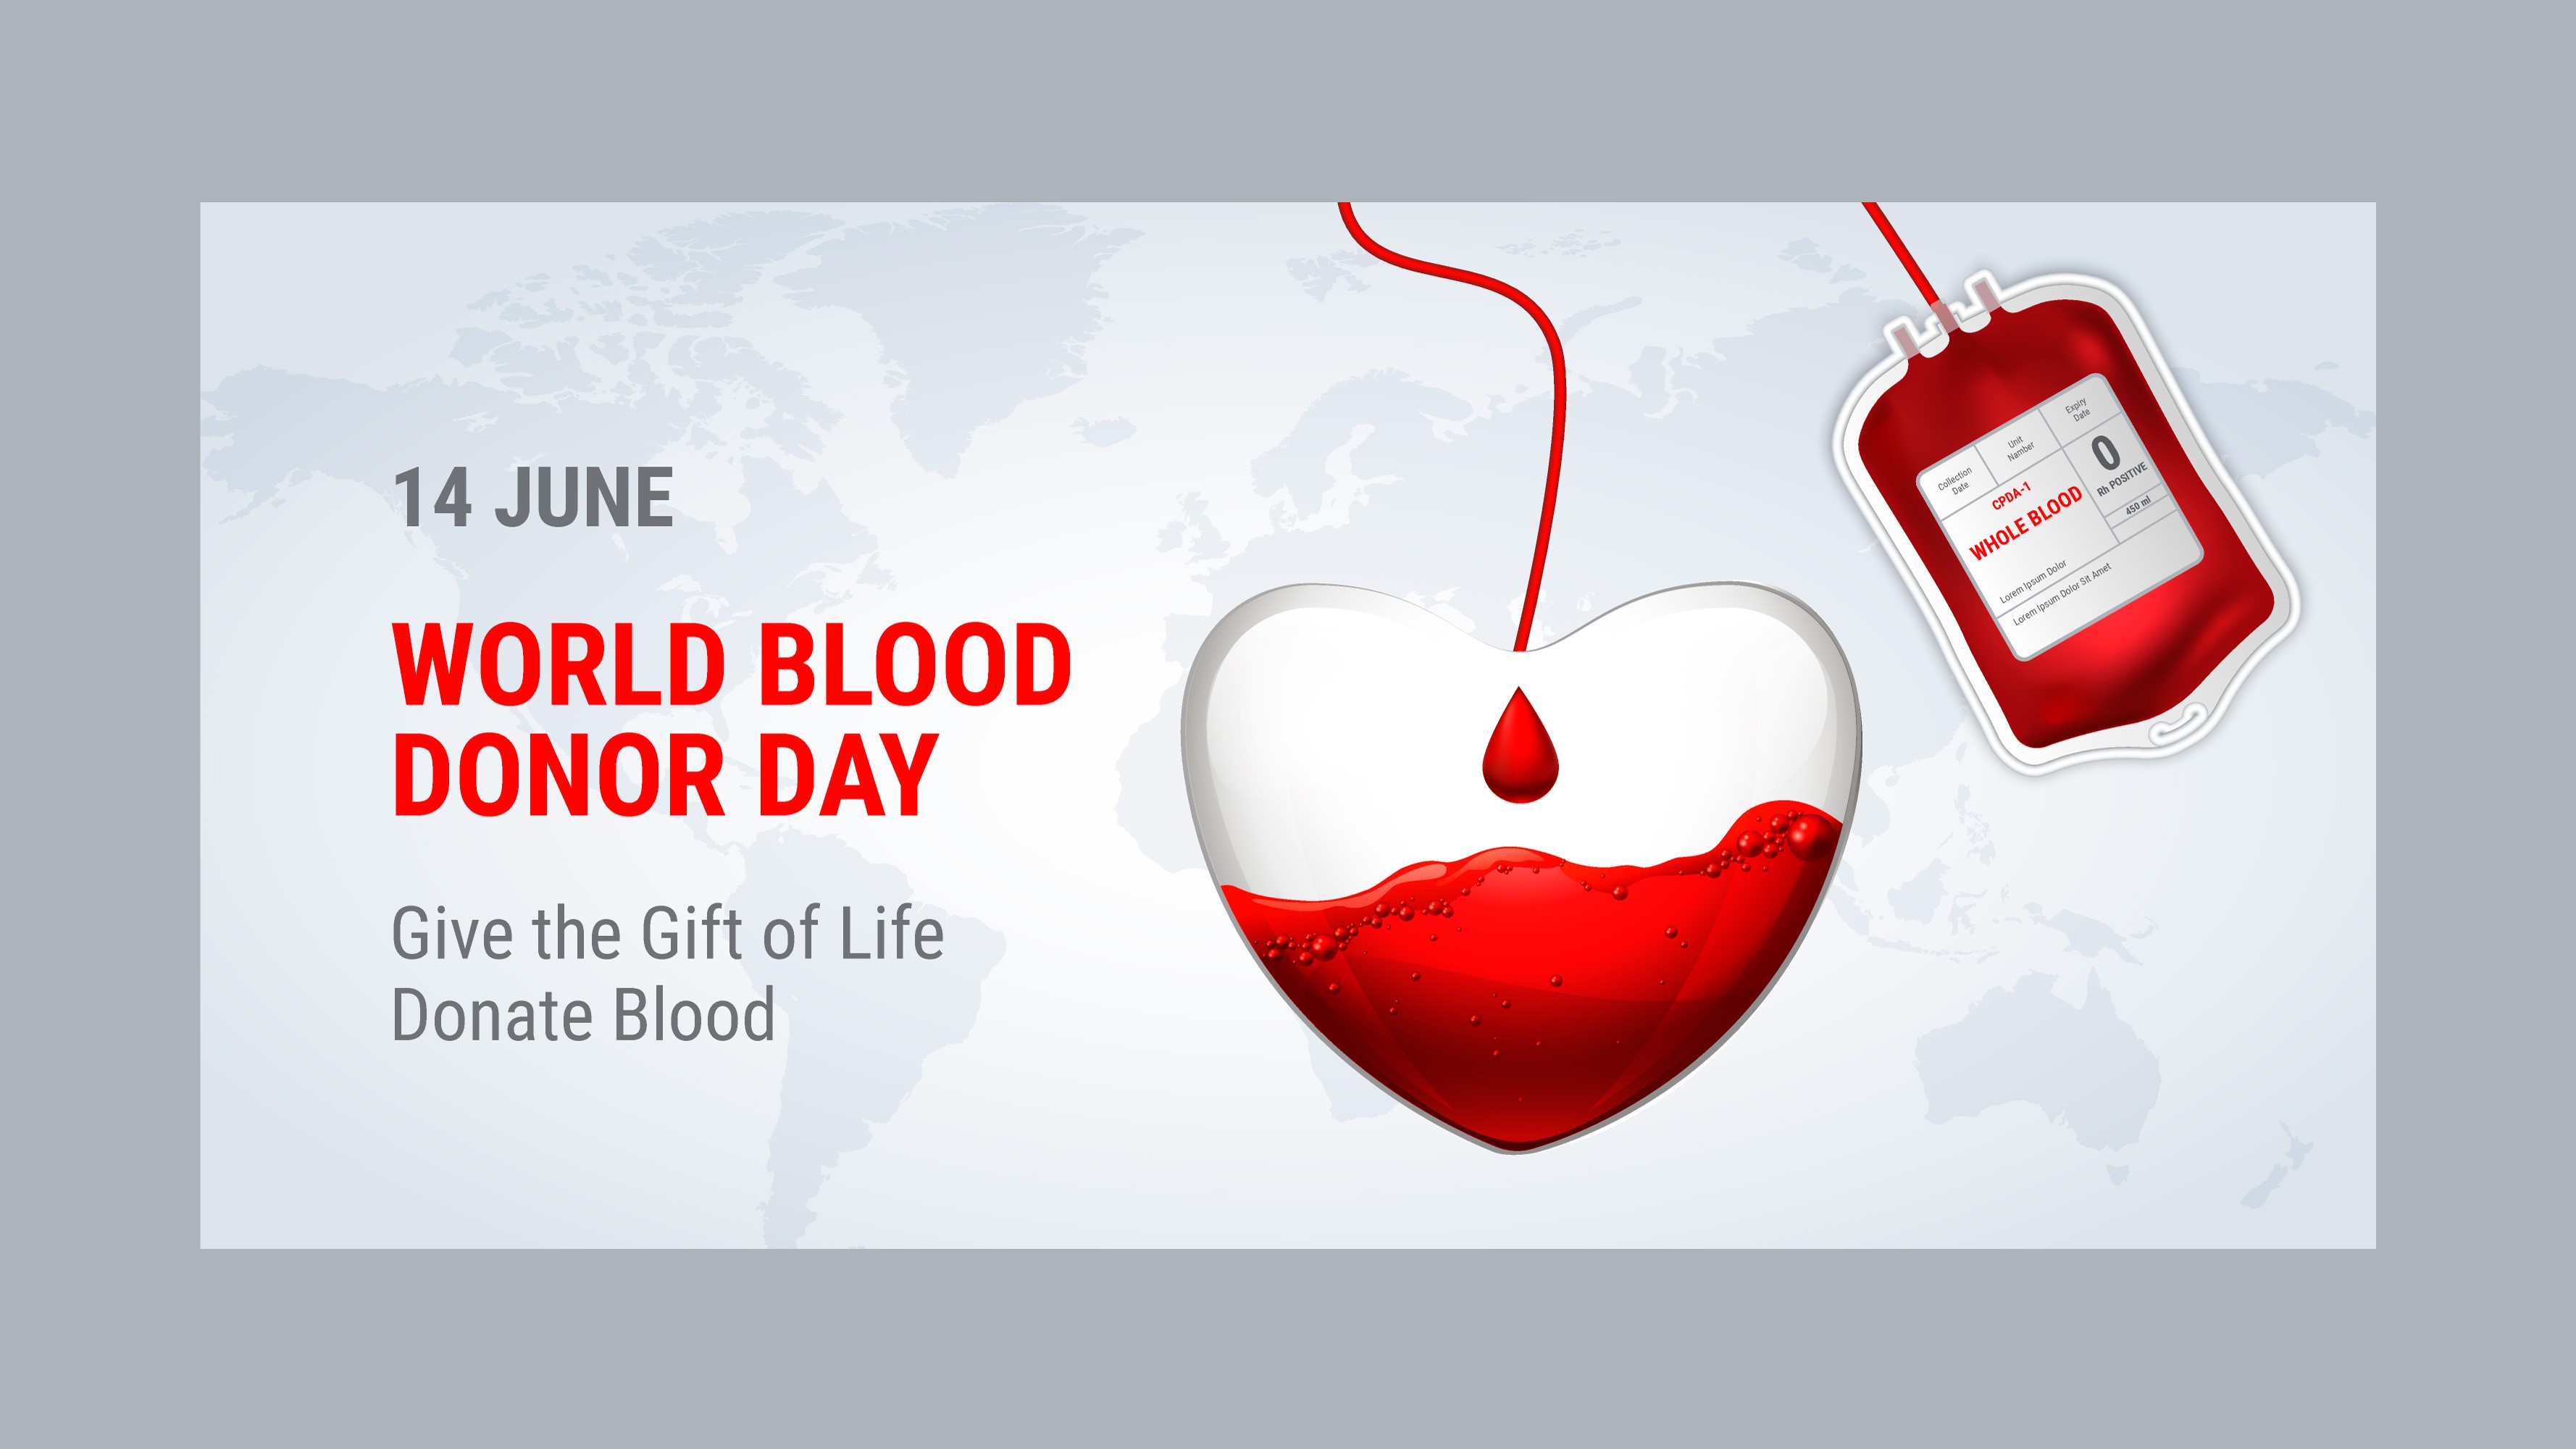 14 JUNE
WORLD BLOOD
DONOR DAY
Give the Gift of Life
Donate Blood
Collection
Date
Unit
Namber
Expiry
Date
CPDA-1
WHOLE BLOOD
0
Rh POSITIVE
450 ml
Lorem Ipsum Dolor
Lorem Ipsum Dolor Sit Amet